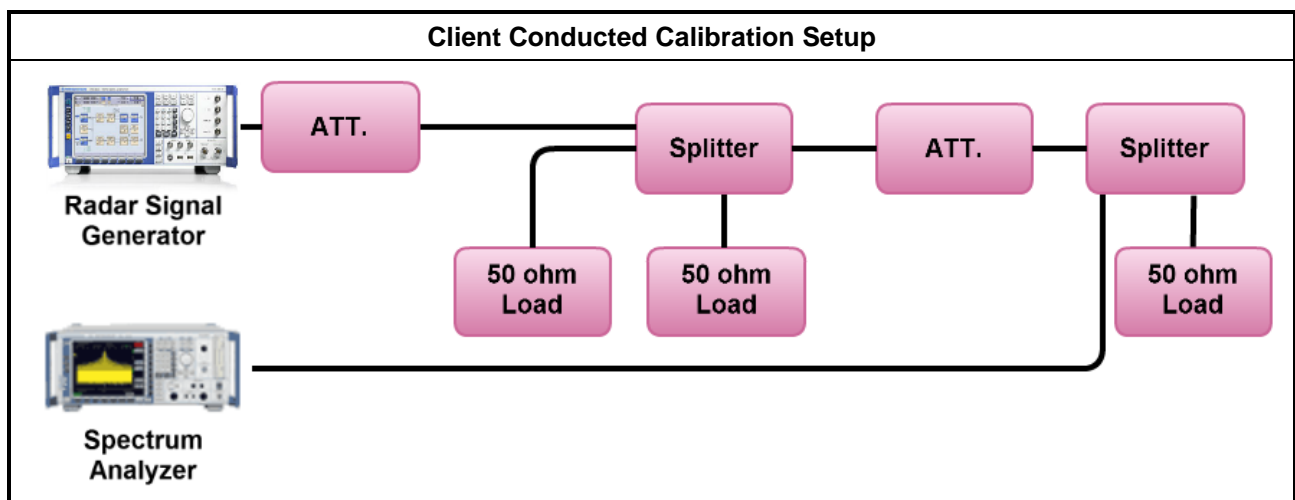 Client Conducted Calibration Setup
ATT.
Splitter
ATT.
Splitter
Radar Signal
Generator
50 ohm
Load
50 ohm
Load
50 ohm
Load
Spectrum
Analyzer